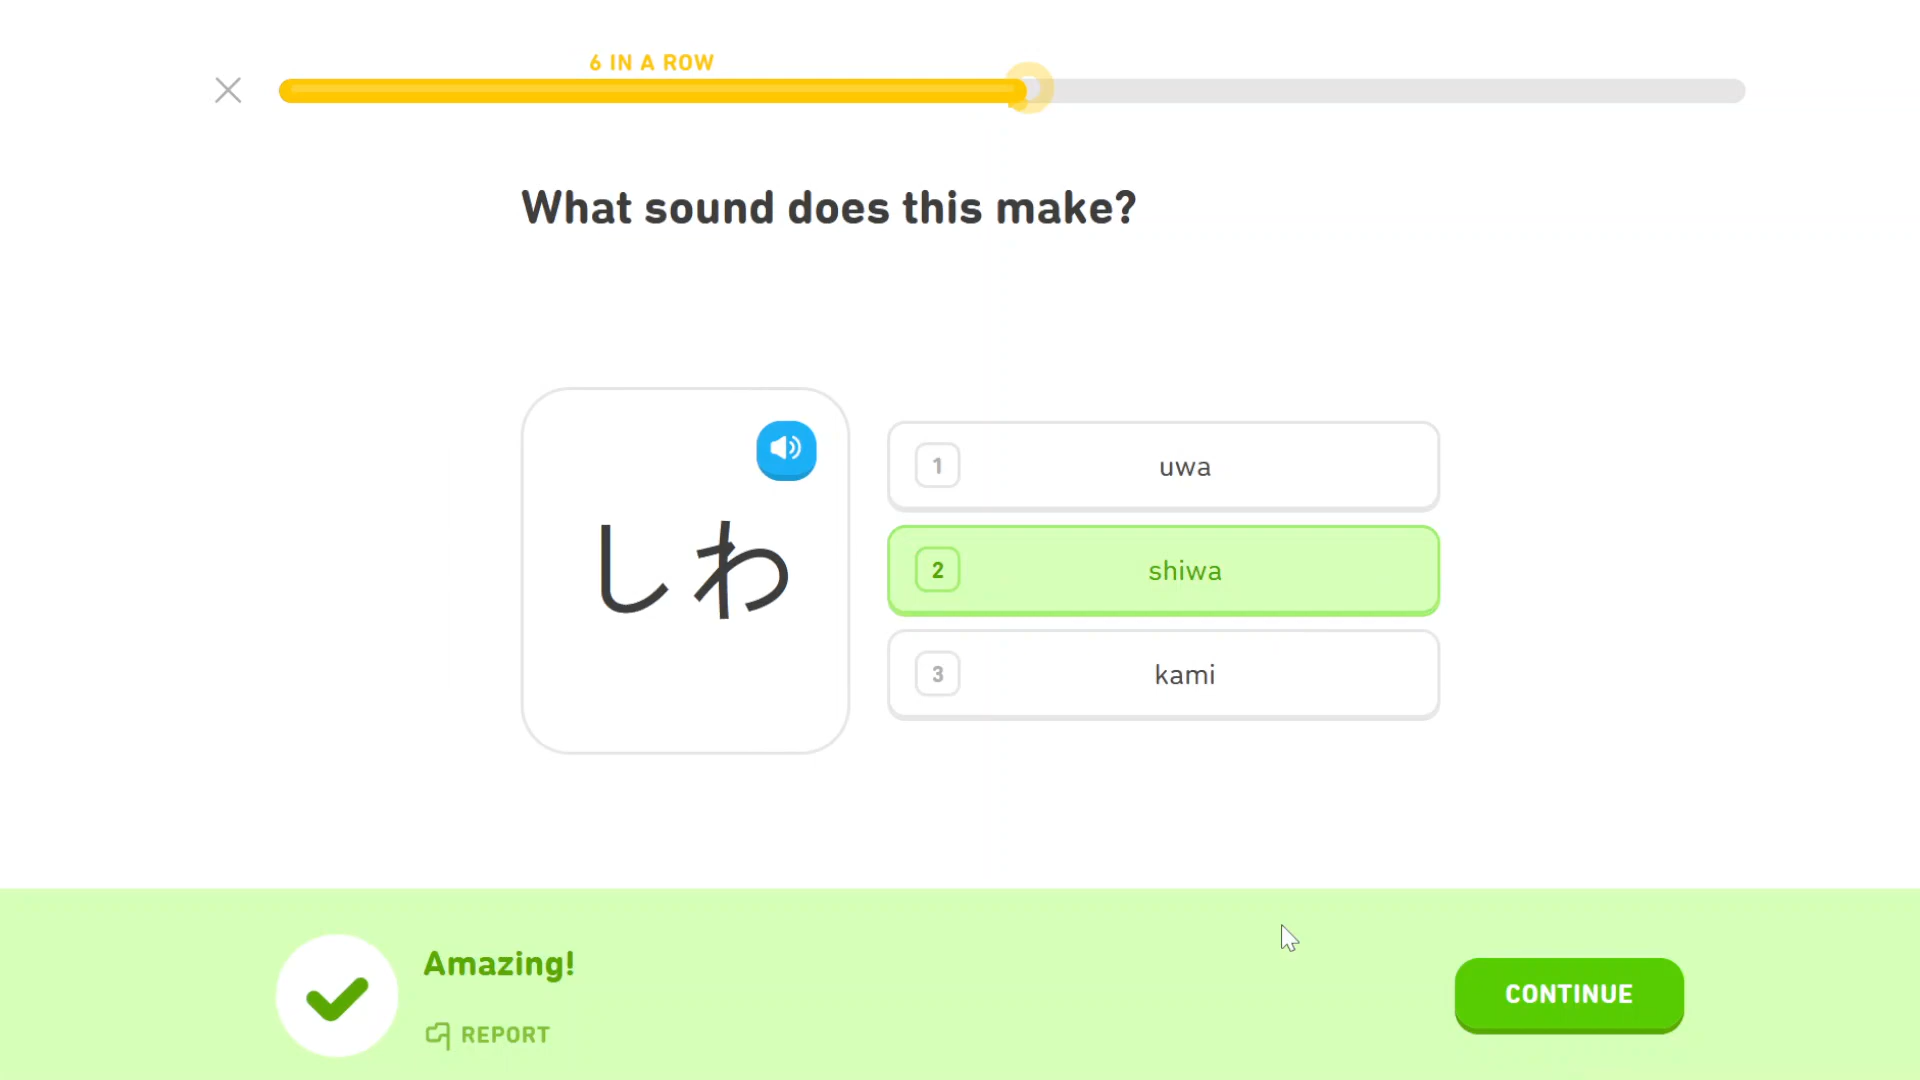 6 IN A ROW
What sound does this make?
しわ
1 uwa
2 shiwa
3 kami
Amazing!
REPORT
CONTINUE